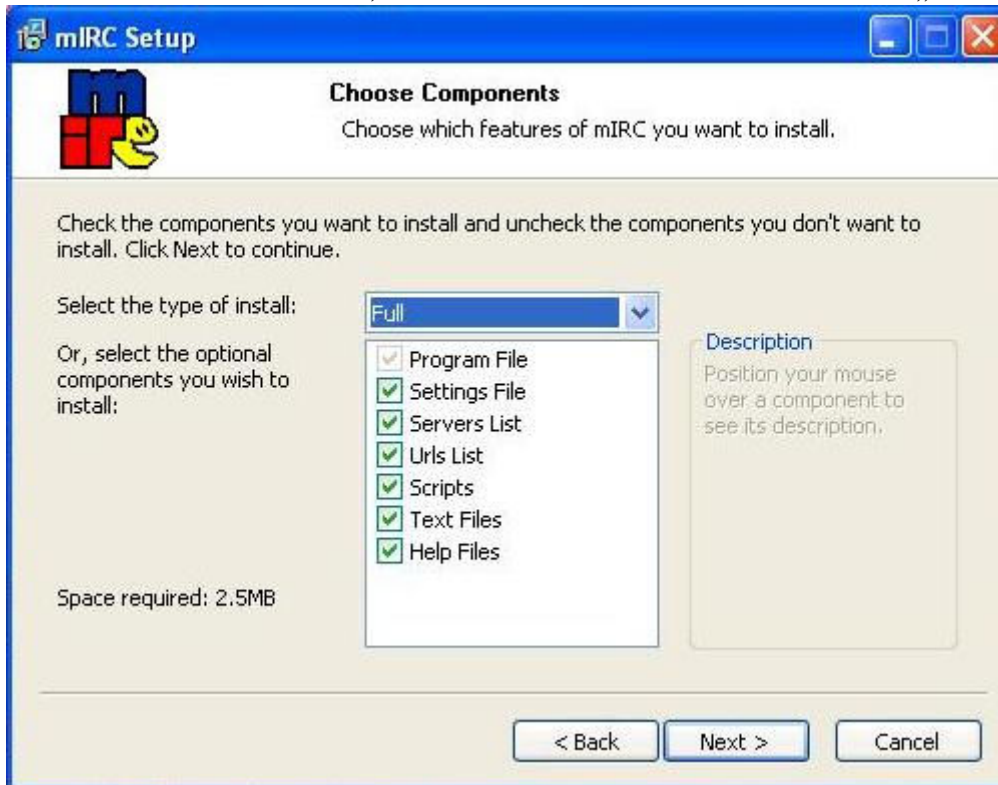 mIRC Setup
Choose Components
Choose which features of mIRC you want to install.
Check the components you want to install and uncheck the components you don't want to
install. Click Next to continue.
Select the type of install:
Full
Or, select the optional
components you wish to
install:
Program File
Settings File
Servers List
Urls List
Scripts
Text Files
Help Files
Description
Position your mouse
over a component to
see its description.
Space required: 2.5MB
< Back
Next >
Cancel